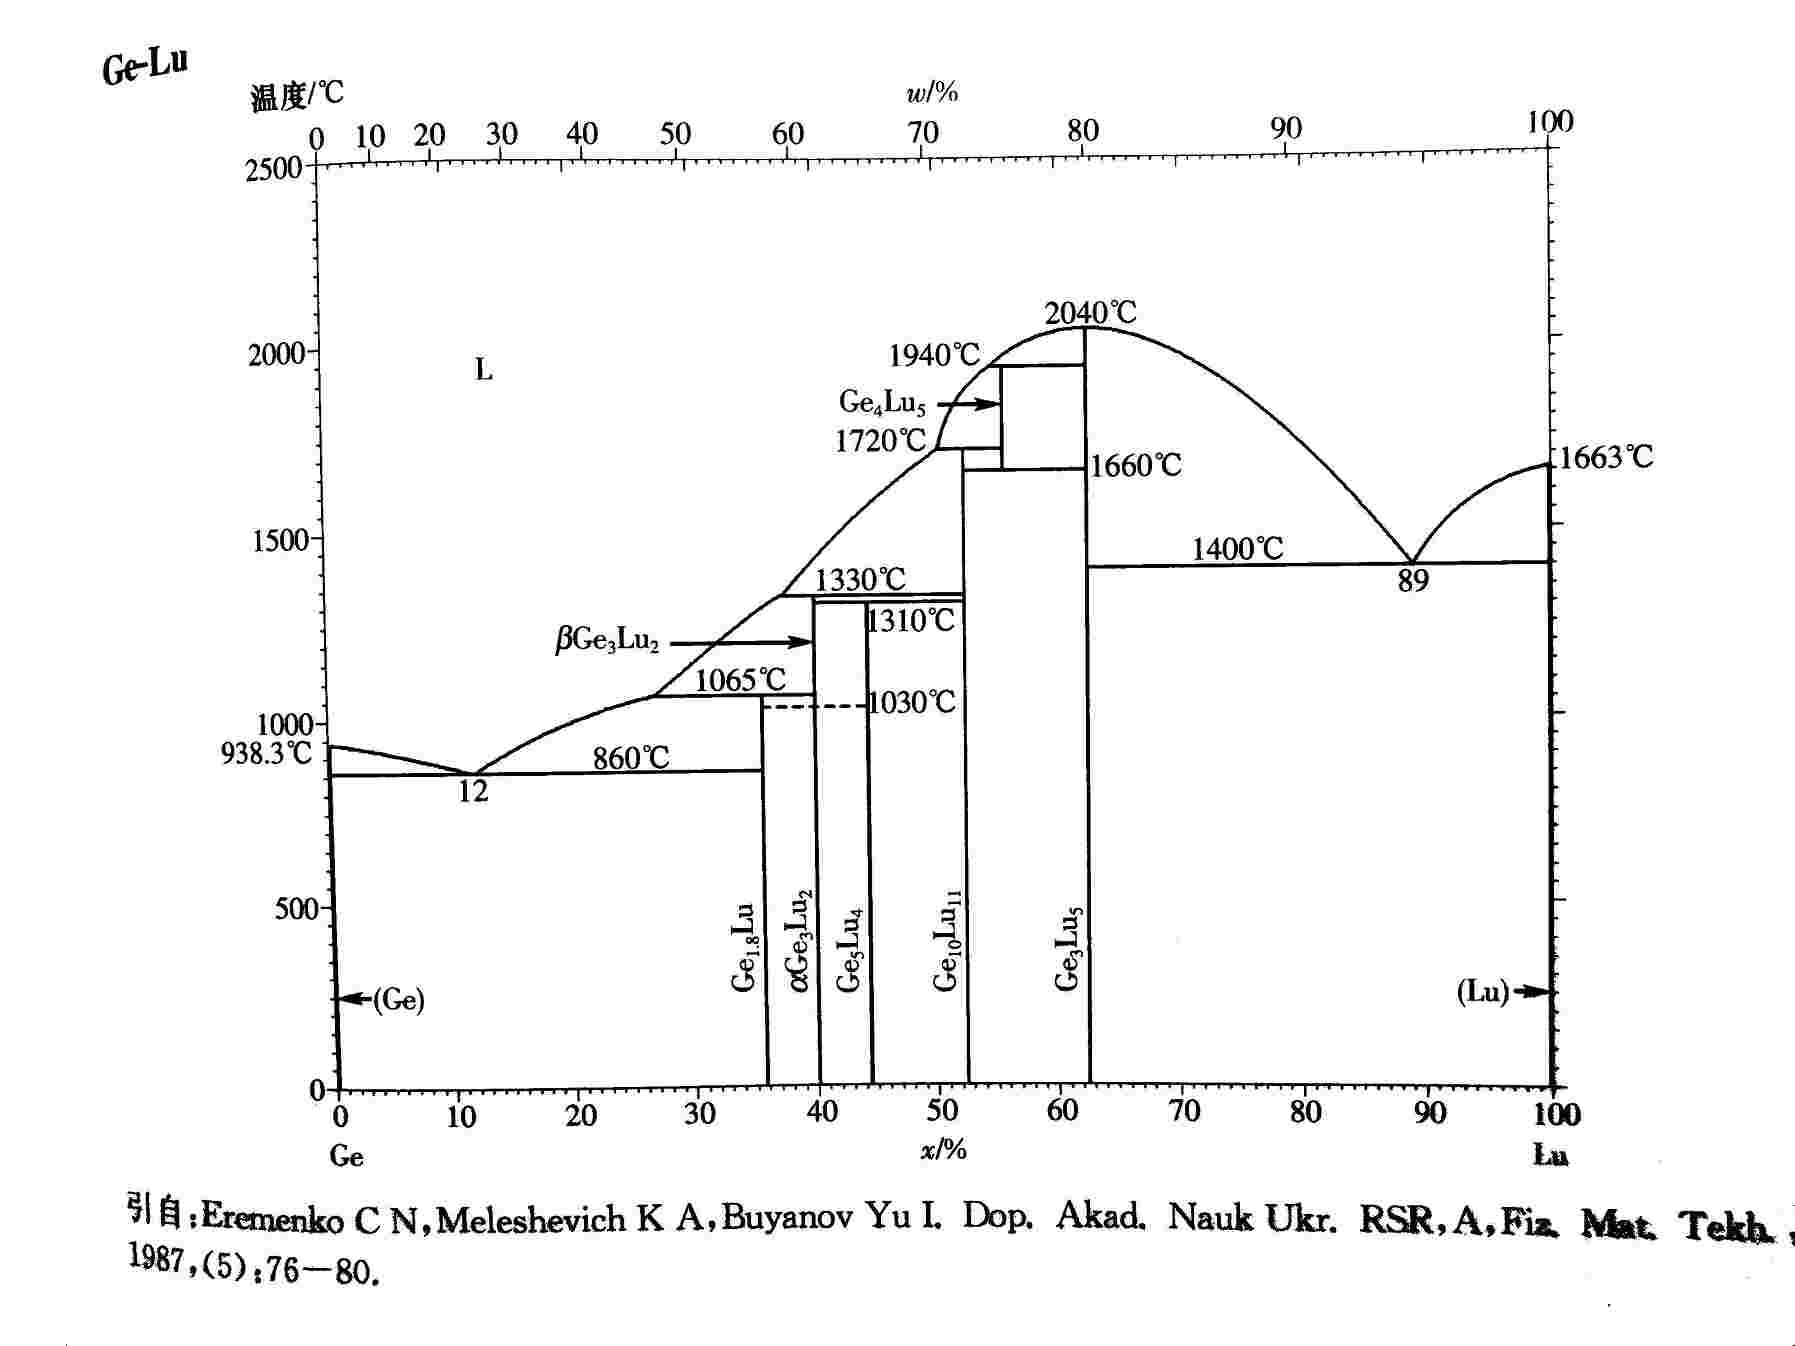 Ge-Lu
温度/℃
w/%
0 10 20 30 40 50 60 70 80 90 100
2500
2040℃
2000
1940℃
L
Ge₄Lu₅
1720℃
1660℃
1663℃
1500
1400℃
1330℃
89
1310℃
βGe₃Lu₂
1065℃
1030℃
1000
938.3℃
860℃
12
500
Ge₁.₈Lu
αGe₃Lu₂
Ge₅Lu₄
Ge₁₀Lu₁₁
Ge₃Lu₅
(Ge)
(Lu)
0
0 10 20 30 40 50 60 70 80 90 100
Ge
x/%
Lu
引自:Eremenko C N,Meleshevich K A,Buyanov Yu I. Dop. Akad. Nauk Ukr. RSR,A,Fiz. Mat. Tekh.,
1987,(5):76—80.